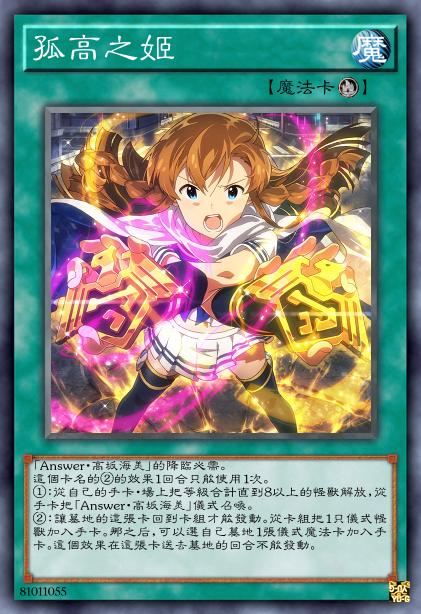 孤高之姬
魔
【魔法卡】
「Answer・高坂海美」的降臨必需。
這個卡名的②的效果1回合只能使用1次。
①:從自己的手卡・場上把等級合計直到8以上的怪獸解放,從
手卡把「Answer・高坂海美」儀式召喚。
②:讓墓地的這張卡回到卡組才能發動。從卡組把1只儀式怪
獸加入手卡。那之後,可以選自己墓地1張儀式魔法卡加入手
卡。這個效果在這張卡送去墓地的回合不能發動。
81011055